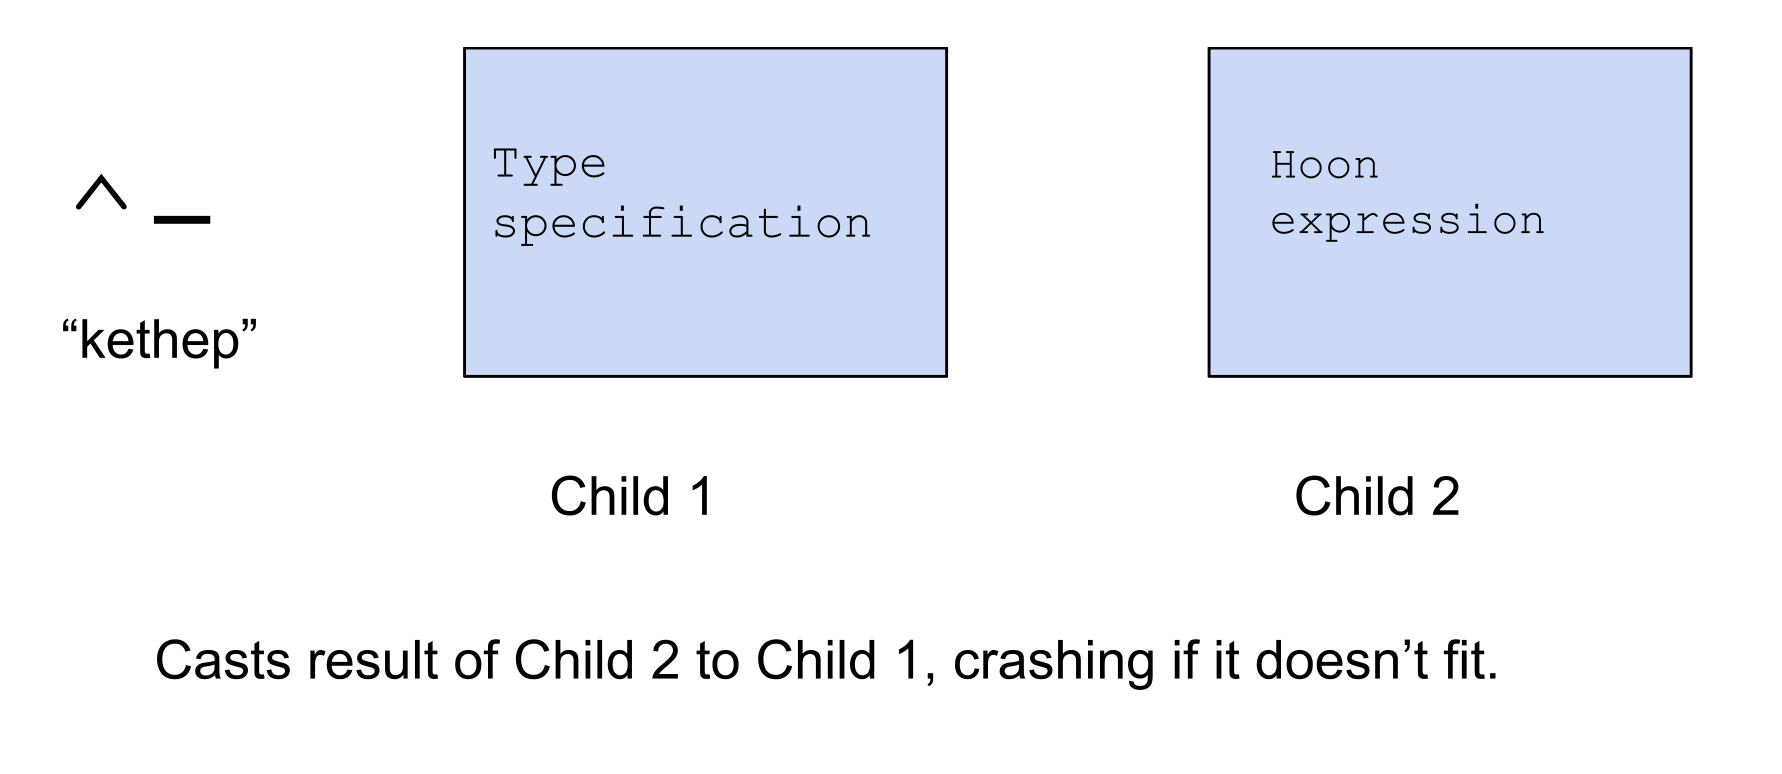 ^-
“kethep”
Type
specification
Hoon
expression
Child 1
Child 2
Casts result of Child 2 to Child 1, crashing if it doesn’t fit.